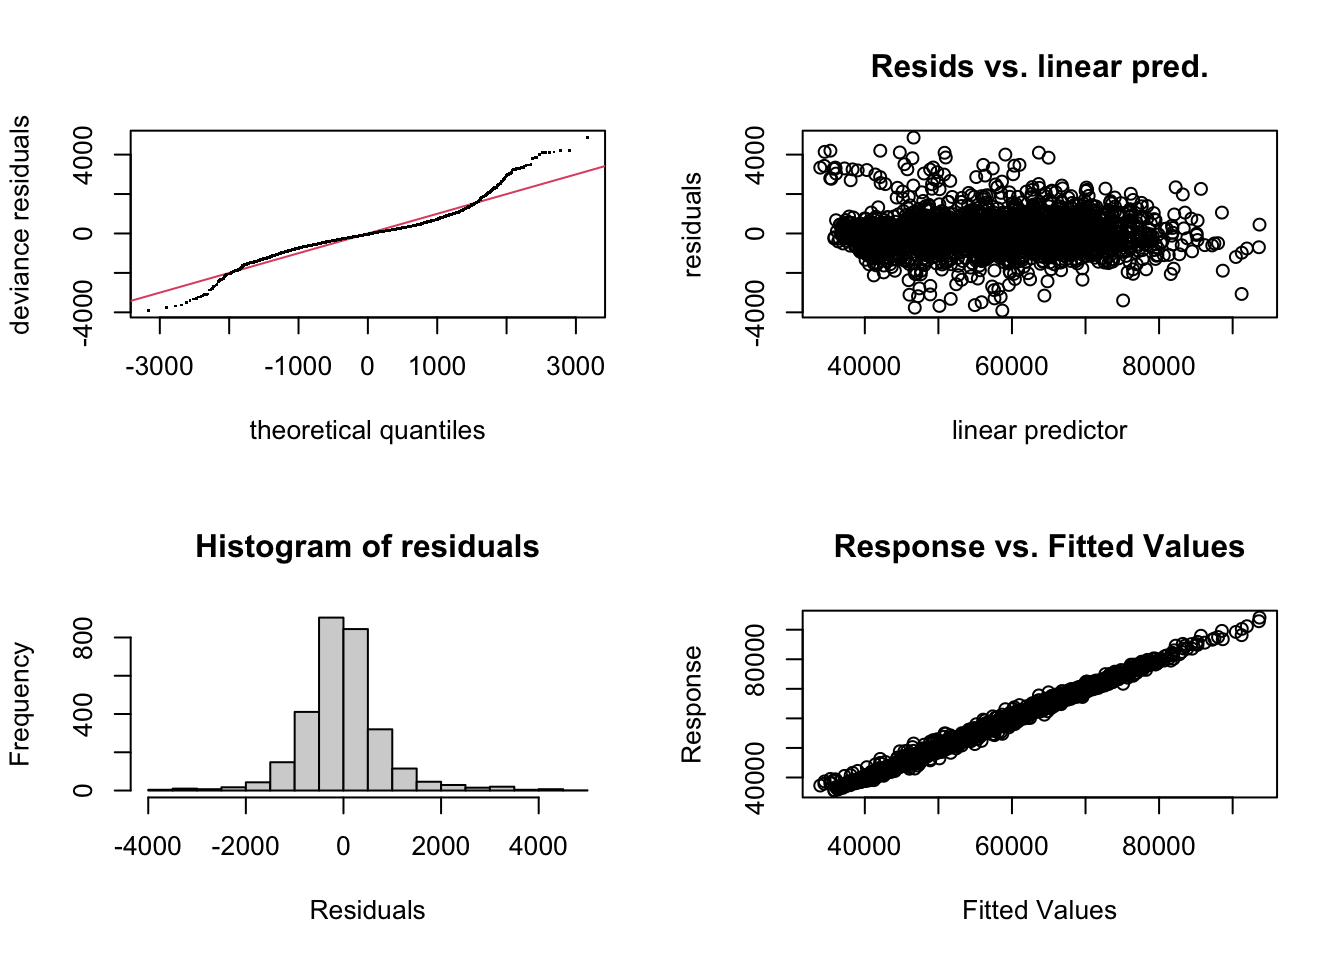 deviance residuals
-4000 0 4000
-3000 -1000 0 1000 3000
theoretical quantiles
Resids vs. linear pred.
residuals
-4000 0 4000
40000 60000 80000
linear predictor
Histogram of residuals
Frequency
0 400 800
-4000 -2000 0 2000 4000
Residuals
Response vs. Fitted Values
Response
40000 80000
40000 60000 80000
Fitted Values